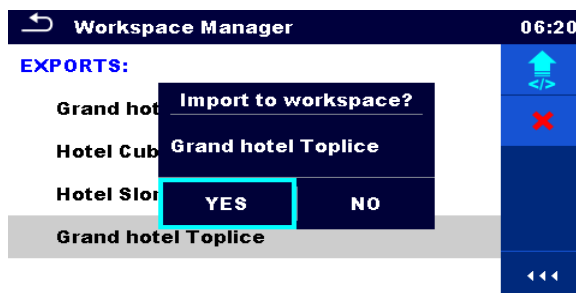 Workspace Manager 06:20
EXPORTS:
</>
Grand hot
Import to workspace?
Hotel Cub
Grand hotel Toplice
Hotel Slo
YES NO
Grand hotel Toplice